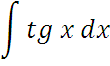 ∫ tg x dx